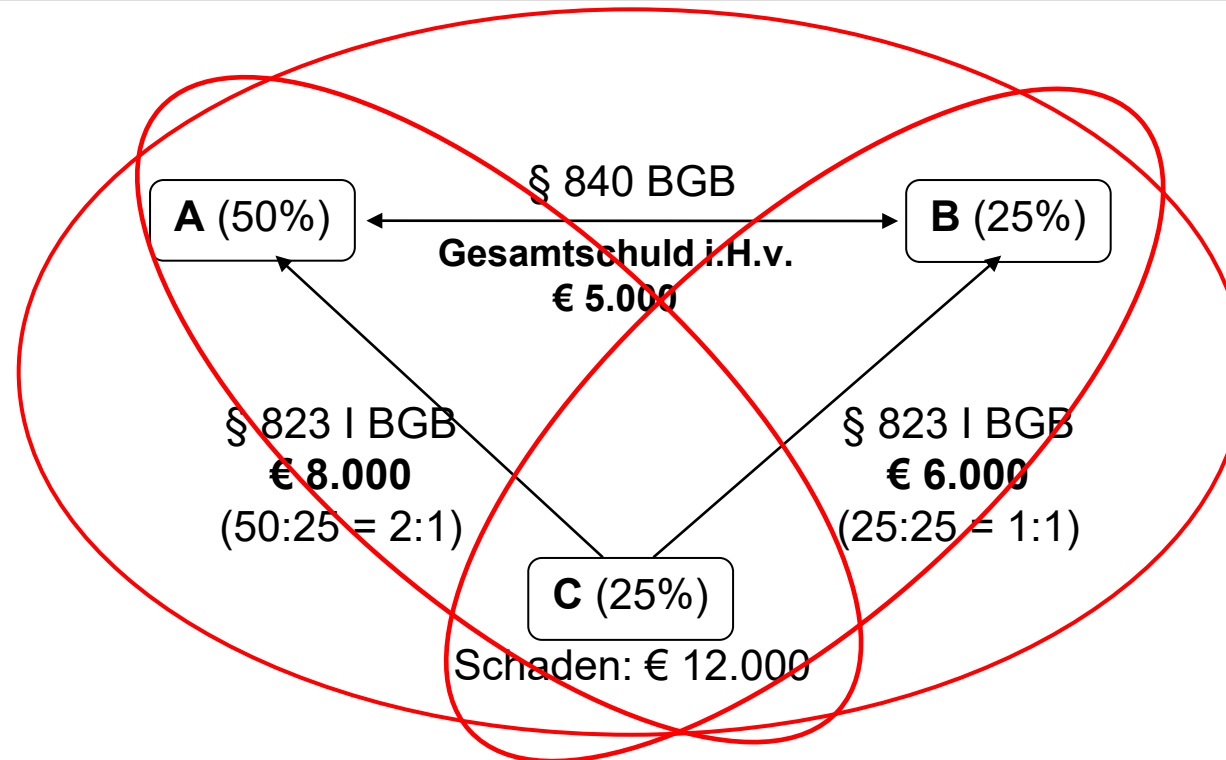 § 840 BGB
A (50%)
B (25%)
Gesamtschuld i.H.v.
€ 5.000
§ 823 I BGB
€ 8.000
(50:25 = 2:1)
§ 823 I BGB
€ 6.000
(25:25 = 1:1)
C (25%)
Schaden: € 12.000